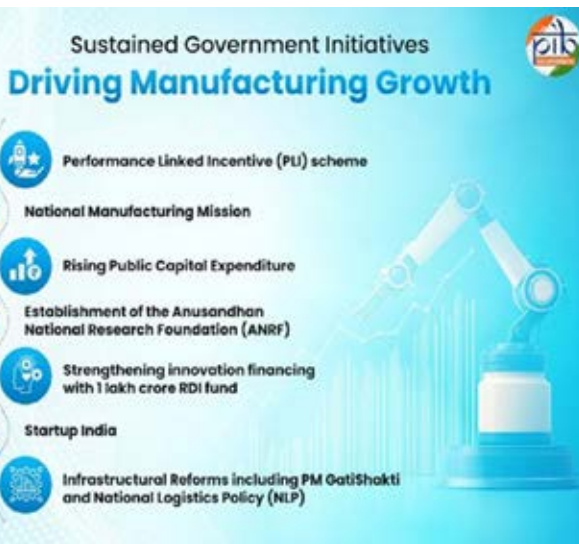 Sustained Government Initiatives
Driving Manufacturing Growth
pib
Performance Linked Incentive (PLI) scheme
National Manufacturing Mission
Rising Public Capital Expenditure
Establishment of the Anusandhan
National Research Foundation (ANRF)
Strengthening innovation financing
with 1 lakh crore RDI fund
Startup India
Infrastructural Reforms including PM GatiShakti
and National Logistics Policy (NLP)